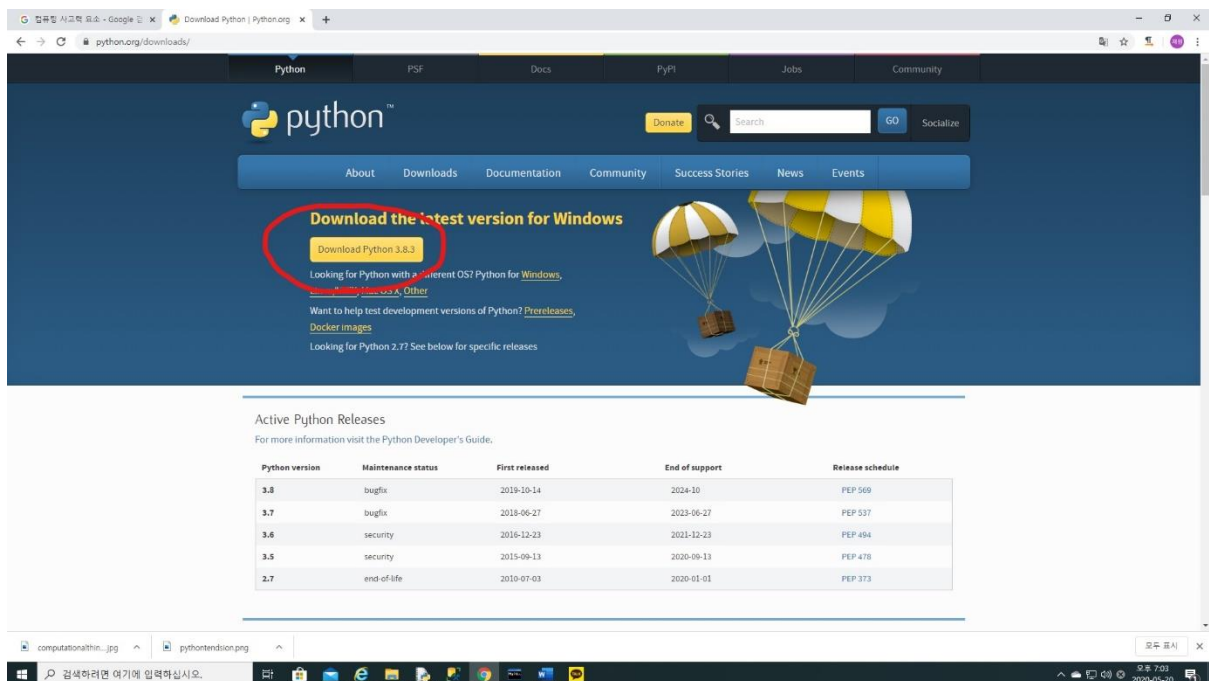 컴퓨팅 사고력 요소 - Google 검
Download Python | Python.org
python.org/downloads/
Python PSF Docs PyPI Jobs Community
python™
Donate Search GO Socialize
About Downloads Documentation Community Success Stories News Events
Download the latest version for Windows
Download Python 3.8.3
Looking for Python with a different OS? Python for Windows,
OS X, Other
Want to help test development versions of Python? Prereleases,
Docker images
Looking for Python 2.7? See below for specific releases
Active Python Releases
For more information visit the Python Developer's Guide.
Python version Maintenance status First released End of support Release schedule
3.8 bugfix 2019-10-14 2024-10 PEP 569
3.7 bugfix 2018-06-27 2023-06-27 PEP 537
3.6 security 2016-12-23 2021-12-23 PEP 494
3.5 security 2015-09-13 2020-09-13 PEP 478
2.7 end-of-life 2010-07-03 2020-01-01 PEP 373
computationalthin...jpg
pythontendsion.png
모두 표시
검색하려면 여기에 입력하십시오.
오후 7:03
2020-05-20